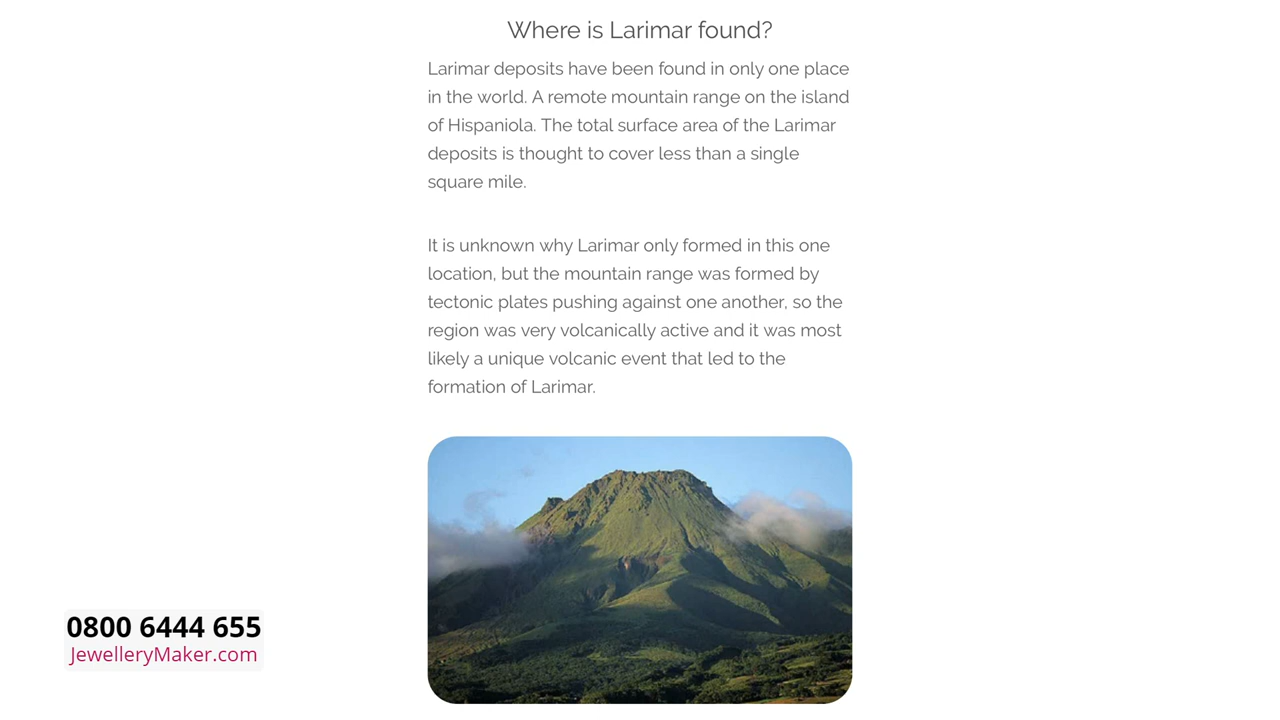 Where is Larimar found?
Larimar deposits have been found in only one place
in the world. A remote mountain range on the island
of Hispaniola. The total surface area of the Larimar
deposits is thought to cover less than a single
square mile.
It is unknown why Larimar only formed in this one
location, but the mountain range was formed by
tectonic plates pushing against one another, so the
region was very volcanically active and it was most
likely a unique volcanic event that led to the
formation of Larimar.
0800 6444 655
JewelleryMaker.com